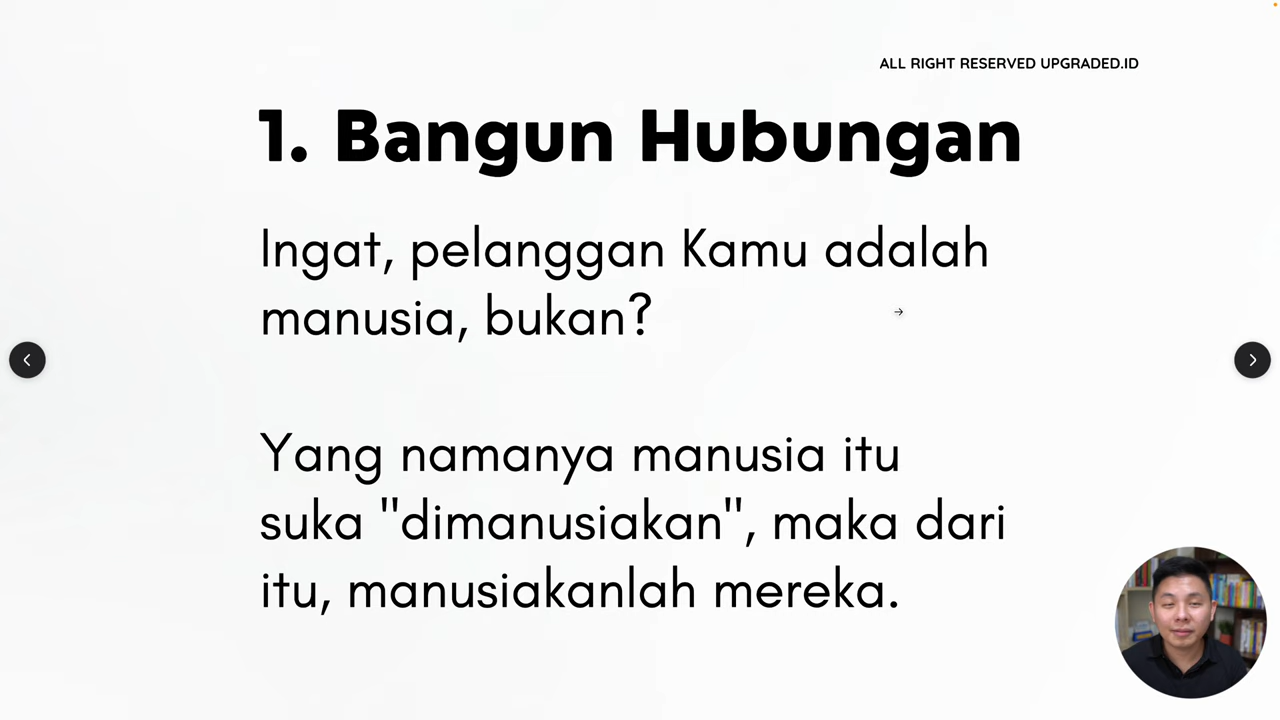 ALL RIGHT RESERVED UPGRADED.ID
1. Bangun Hubungan
Ingat, pelanggan Kamu adalah
manusia, bukan?
Yang namanya manusia itu
suka "dimanusiakan", maka dari
itu, manusiakanlah mereka.